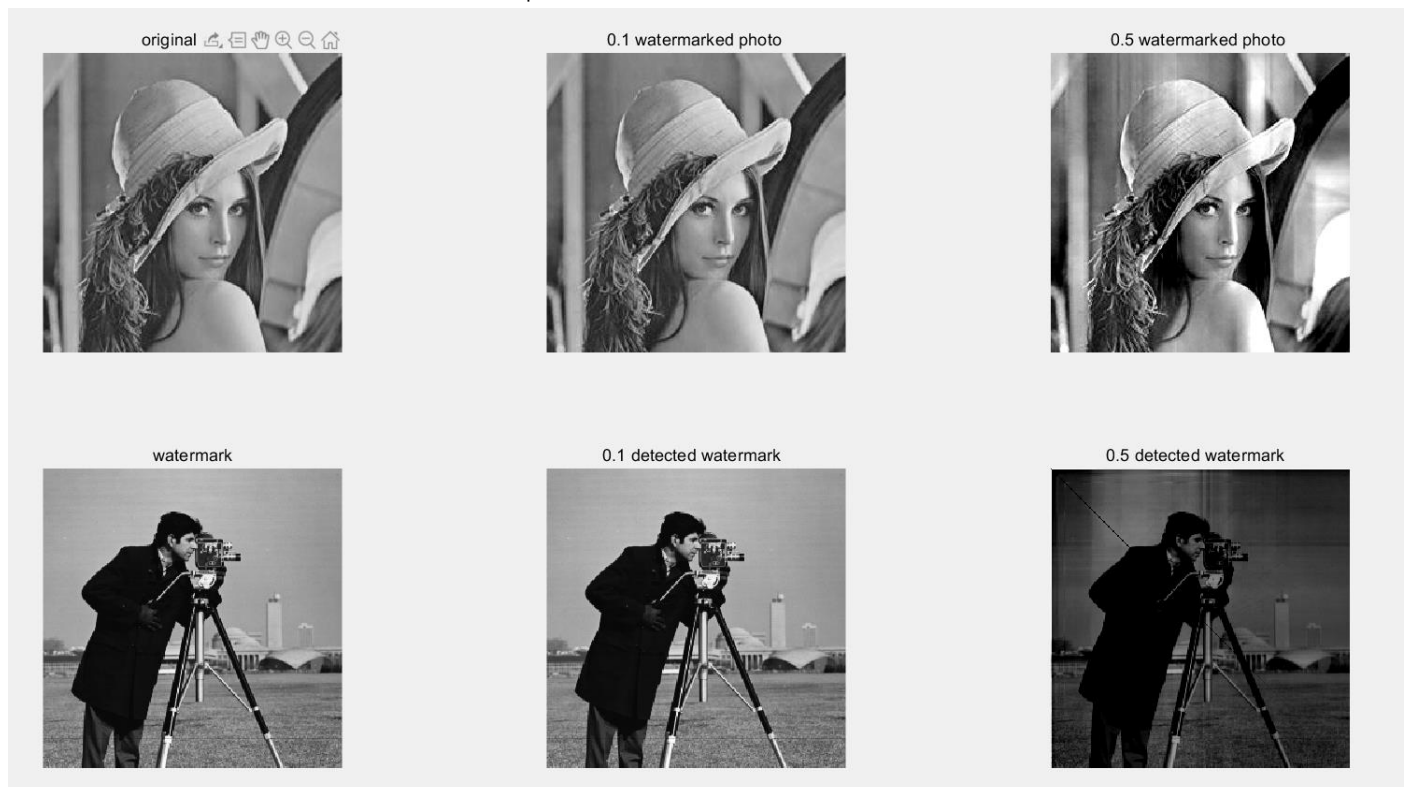 original
0.1 watermarked photo
0.5 watermarked photo
watermark
0.1 detected watermark
0.5 detected watermark